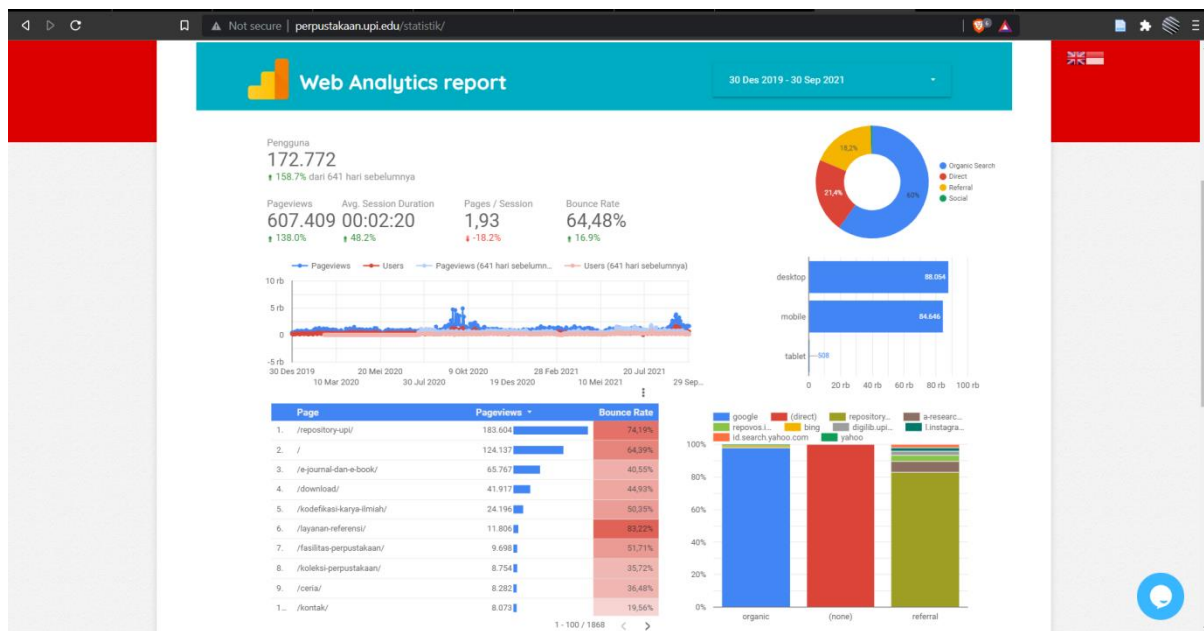 Not secure | perpustakaan.upi.edu/statistik/
Web Analytics report
30 Des 2019 - 30 Sep 2021
Pengguna
172.772
158.7% dari 641 hari sebelumnya
Pageviews Avg. Session Duration Pages / Session Bounce Rate
607.409 00:02:20 1,93 64,48%
138.0% 48.2% -18.2% 16.9%
18,2%
21,4%
60%
Organic Search
Direct
Referral
Social
Pageviews Users Pageviews (641 hari sebelumn... Users (641 hari sebelumnya)
10 rb
5 rb
0
-5 rb
30 Des 2019 20 Mei 2020 9 Okt 2020 28 Feb 2021 20 Jul 2021
10 Mar 2020 30 Jul 2020 19 Des 2020 10 Mei 2021 29 Sep...
desktop 88.054
mobile 84.646
tablet 508
0 20 rb 40 rb 60 rb 80 rb 100 rb
Page Pageviews Bounce Rate
1. /repository-upi/ 183.604 74,19%
2. / 124.137 64,39%
3. /e-journal-dan-e-book/ 65.767 40,55%
4. /download/ 41.917 44,93%
5. /kodefikasi-karya-ilmiah/ 24.196 50,35%
6. /layanan-referensi/ 11.806 83,22%
7. /fasilitas-perpustakaan/ 9.698 51,71%
8. /koleksi-perpustakaan/ 8.754 35,72%
9. /ceria/ 8.282 36,48%
1... /kontak/ 8.073 19,56%
1 - 100 / 1868
google (direct) repository... a-researc...
repovos.i... bing digilib.upi... l.instagra...
id.search.yahoo.com yahoo
100%
80%
60%
40%
20%
0%
organic (none) referral